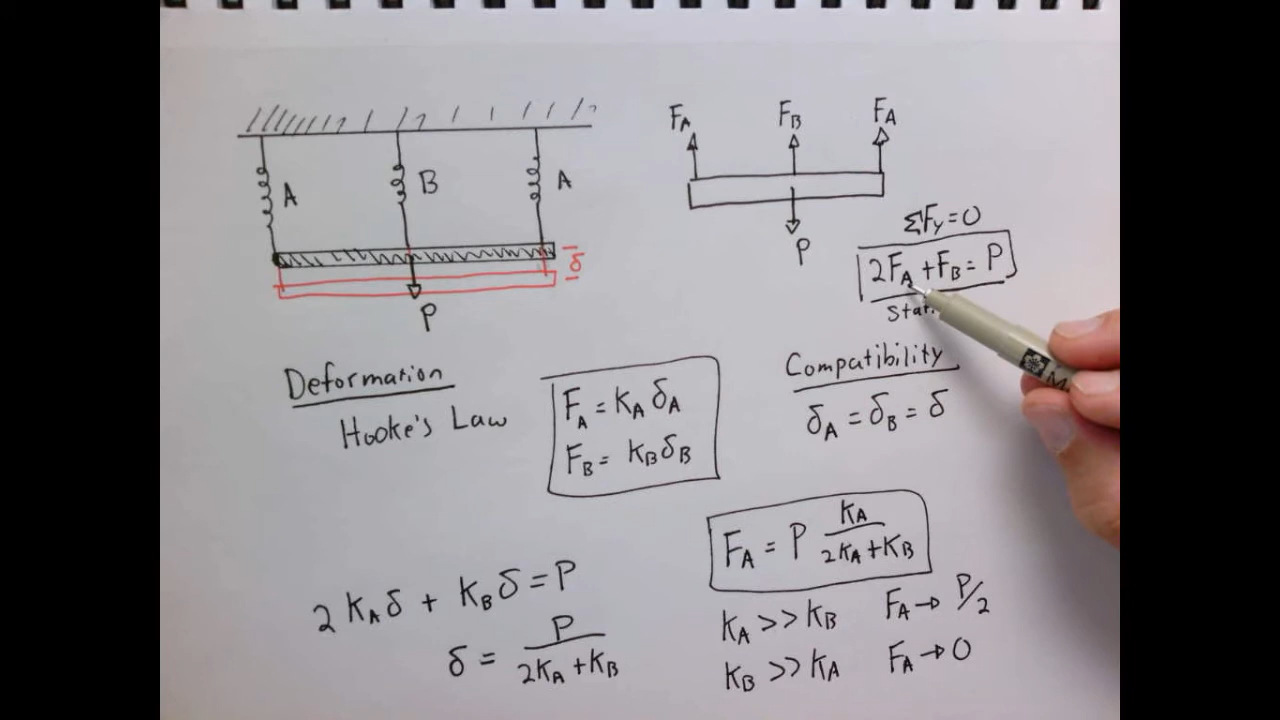 A
B
A
δ
P
F_A
F_B
F_A
P
ΣF_y = 0
2F_A + F_B = P
Deformation
Hooke's Law
F_A = K_A δ_A
F_B = K_B δ_B
Compatibility
δ_A = δ_B = δ
2 K_A δ + K_B δ = P
δ = P / (2K_A + K_B)
F_A = P K_A / (2K_A + K_B)
K_A >> K_B F_A → P/2
K_B >> K_A F_A → 0